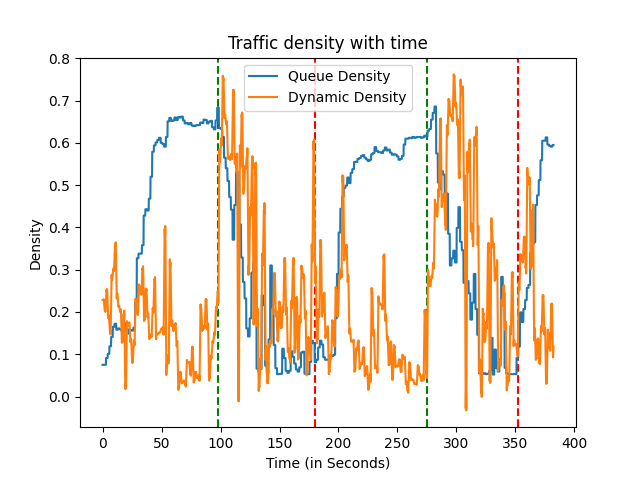 Traffic density with time
Queue Density
Dynamic Density
0.8
0.7
0.6
0.5
0.4
0.3
0.2
0.1
0.0
Density
0 50 100 150 200 250 300 350 400
Time (in Seconds)